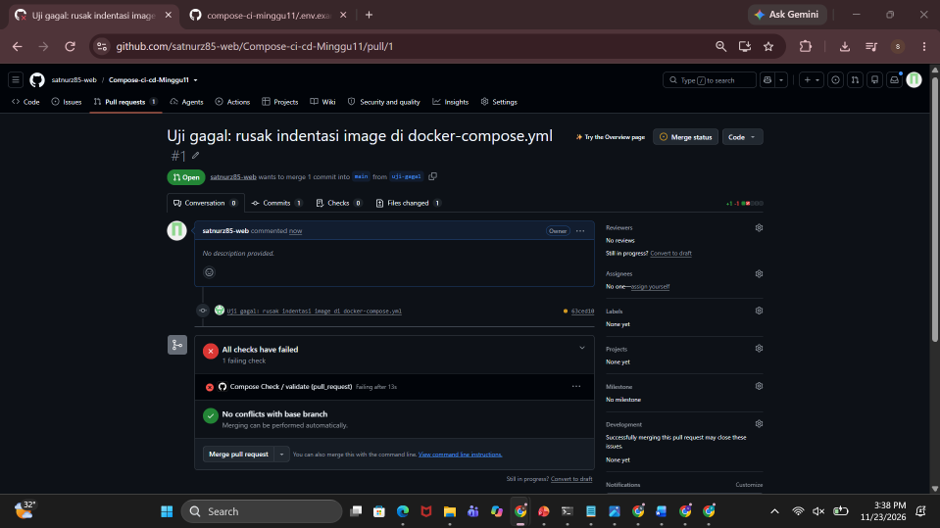 Uji gagal: rusak indentasi image
compose-ci-minggu11/.env.exa
Ask Gemini
github.com/satnurz85-web/Compose-ci-cd-Minggu11/pull/1
satnurz85-web / Compose-ci-cd-Minggu11
Type / to search
Code
Issues
Pull requests 1
Agents
Actions
Projects
Wiki
Security and quality
Insights
Settings
Uji gagal: rusak indentasi image di docker-compose.yml
#1
Try the Overview page
Merge status
Code
Open
satnurz85-web wants to merge 1 commit into main from uji-gagal
Conversation 0
Commits 1
Checks 0
Files changed 1
+1 -1
satnurz85-web commented now
Owner
No description provided.
Uji gagal: rusak indentasi image di docker-compose.yml
63ced10
All checks have failed
1 failing check
Compose Check / validate (pull_request) Failing after 13s
No conflicts with base branch
Merging can be performed automatically.
Merge pull request
You can also merge this with the command line. View command line instructions.
Still in progress? Convert to draft
Reviewers
No reviews
Still in progress? Convert to draft
Assignees
No one—assign yourself
Labels
None yet
Projects
None yet
Milestone
No milestone
Development
Successfully merging this pull request may close these
issues.
None yet
Notifications
Customize
32°
Search
3:38 PM
11/23/2026